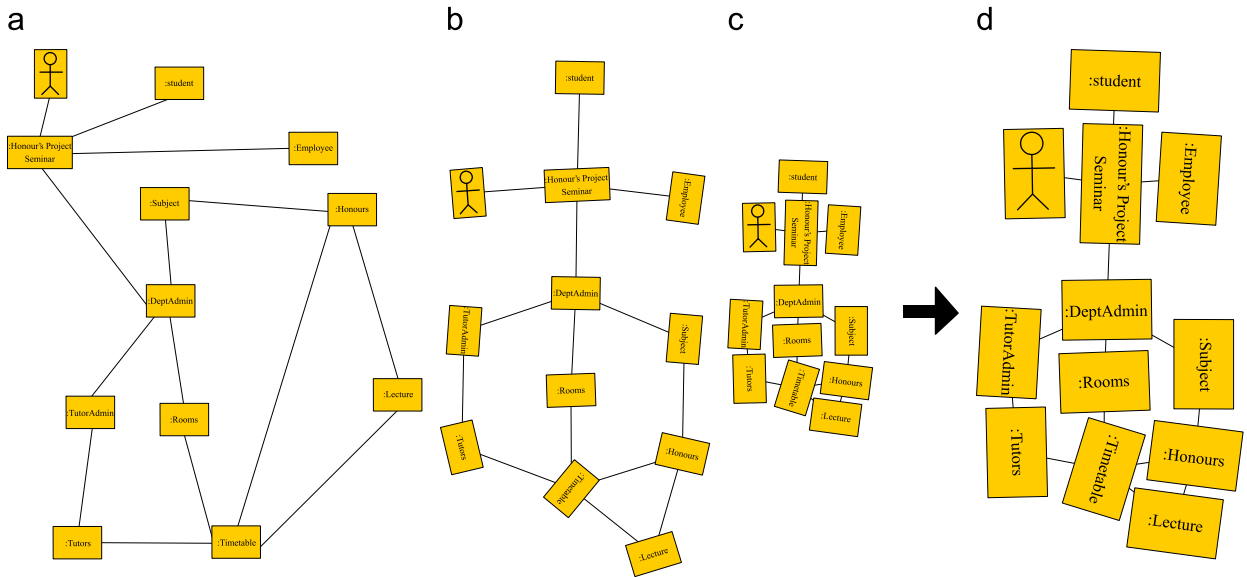 a
:student
:Honour's Project
Seminar
:Employee
:Subject
:Honours
:DeptAdmin
:TutorAdmin
:Rooms
:Lecture
:Tutors
:Timetable
b
:student
:Honour's Project
Seminar
:Employee
:DeptAdmin
:TutorAdmin
:Subject
:Rooms
:Tutors
:Honours
:Timetable
:Lecture
c
:student
:Honour's Project
Seminar
:Employee
:DeptAdmin
:TutorAdmin
:Rooms
:Subject
:Tutors
:Timetable
:Honours
:Lecture
d
:student
:Honour's Project
Seminar
:Employee
:DeptAdmin
:TutorAdmin
:Rooms
:Subject
:Tutors
:Timetable
:Honours
:Lecture